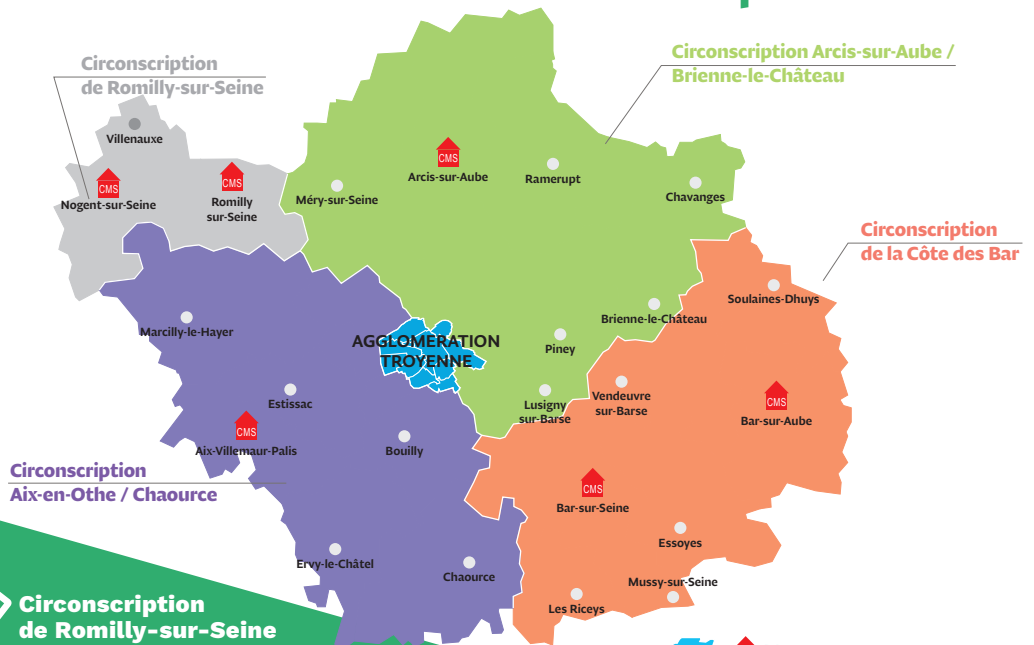 Circonscription
de Romilly-sur-Seine
Circonscription Arcis-sur-Aube /
Brienne-le-Château
Villenauxe
CMS
Nogent-sur-Seine
CMS
Romilly
sur-Seine
Méry-sur-Seine
CMS
Arcis-sur-Aube
Ramerupt
Chavanges
Circonscription
de la Côte des Bar
Soulaines-Dhuys
Brienne-le-Château
Marcilly-le-Hayer
AGGLOMERATION
TROYENNE
Piney
Estissac
Lusigny
sur-Barse
Vendeuvre
sur-Barse
CMS
Bar-sur-Aube
CMS
Aix-Villemaur-Palis
Bouilly
Circonscription
Aix-en-Othe / Chaource
CMS
Bar-sur-Seine
Essoyes
Ervy-le-Châtel
Chaource
Mussy-sur-Seine
Les Riceys
Circonscription
de Romilly-sur-Seine